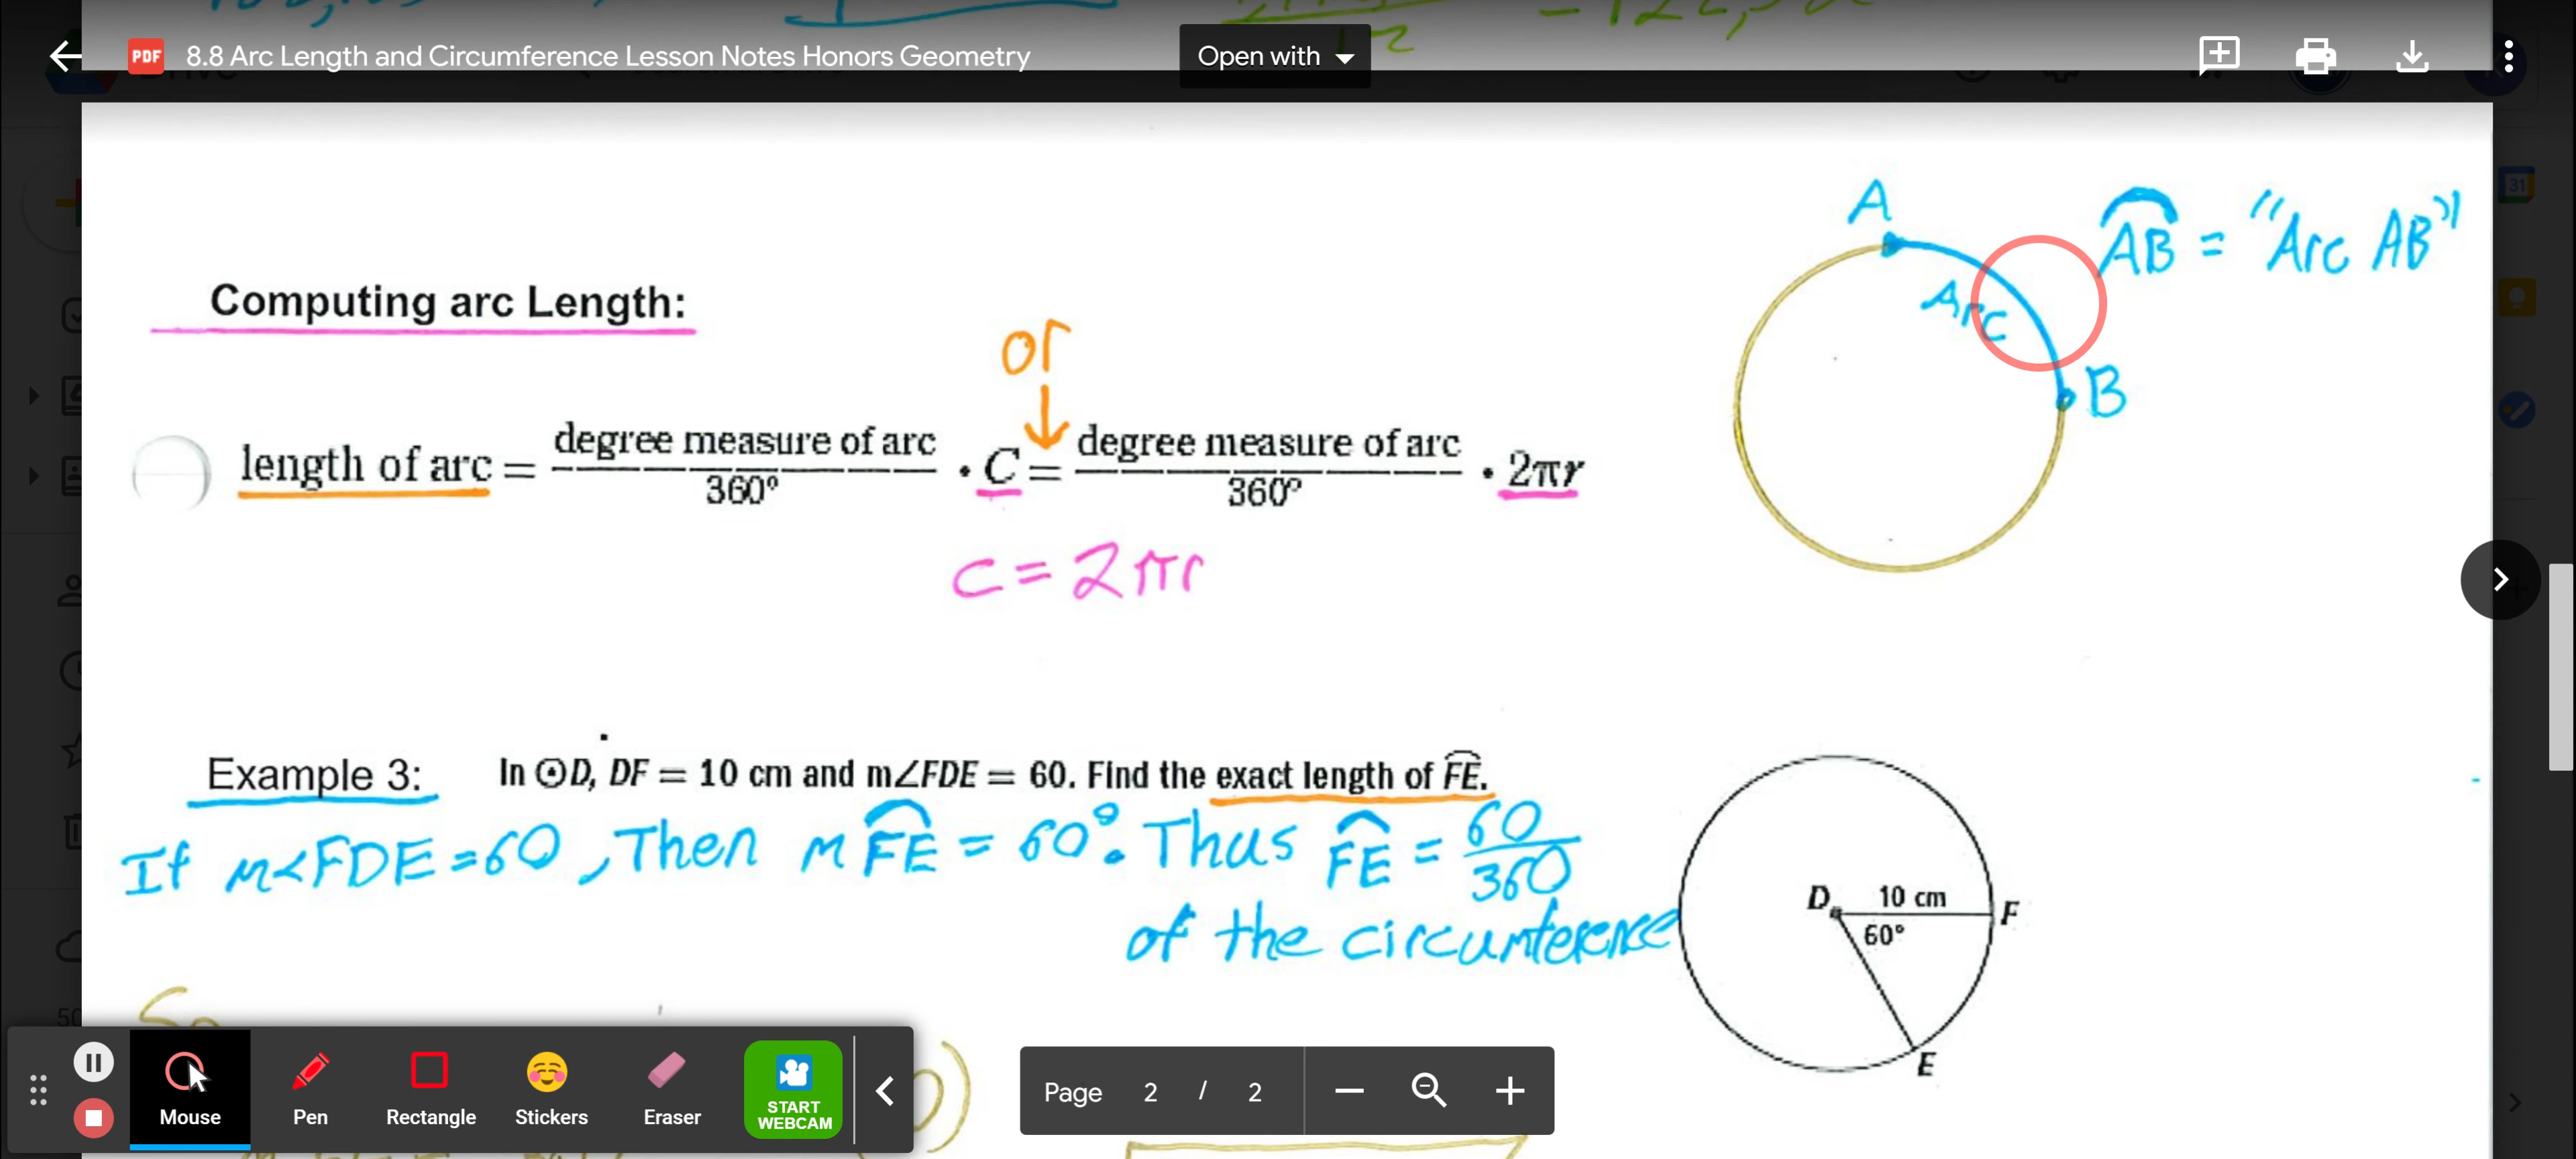 8.8 Arc Length and Circumference Lesson Notes Honors Geometry
Open with
A
AB = "Arc AB"
Arc
B
Computing arc Length:
or
length of arc = degree measure of arc / 360° · C = degree measure of arc / 360° · 2πr
C = 2πr
Example 3: In ⊙D, DF = 10 cm and m∠FDE = 60. Find the exact length of FE.
If m∠FDE = 60, Then mFE = 60°. Thus FE = 60/360
of the circumference
D 10 cm F
60°
E
So
Mouse
Pen
Rectangle
Stickers
Eraser
START WEBCAM
Page 2 / 2
PDF
31